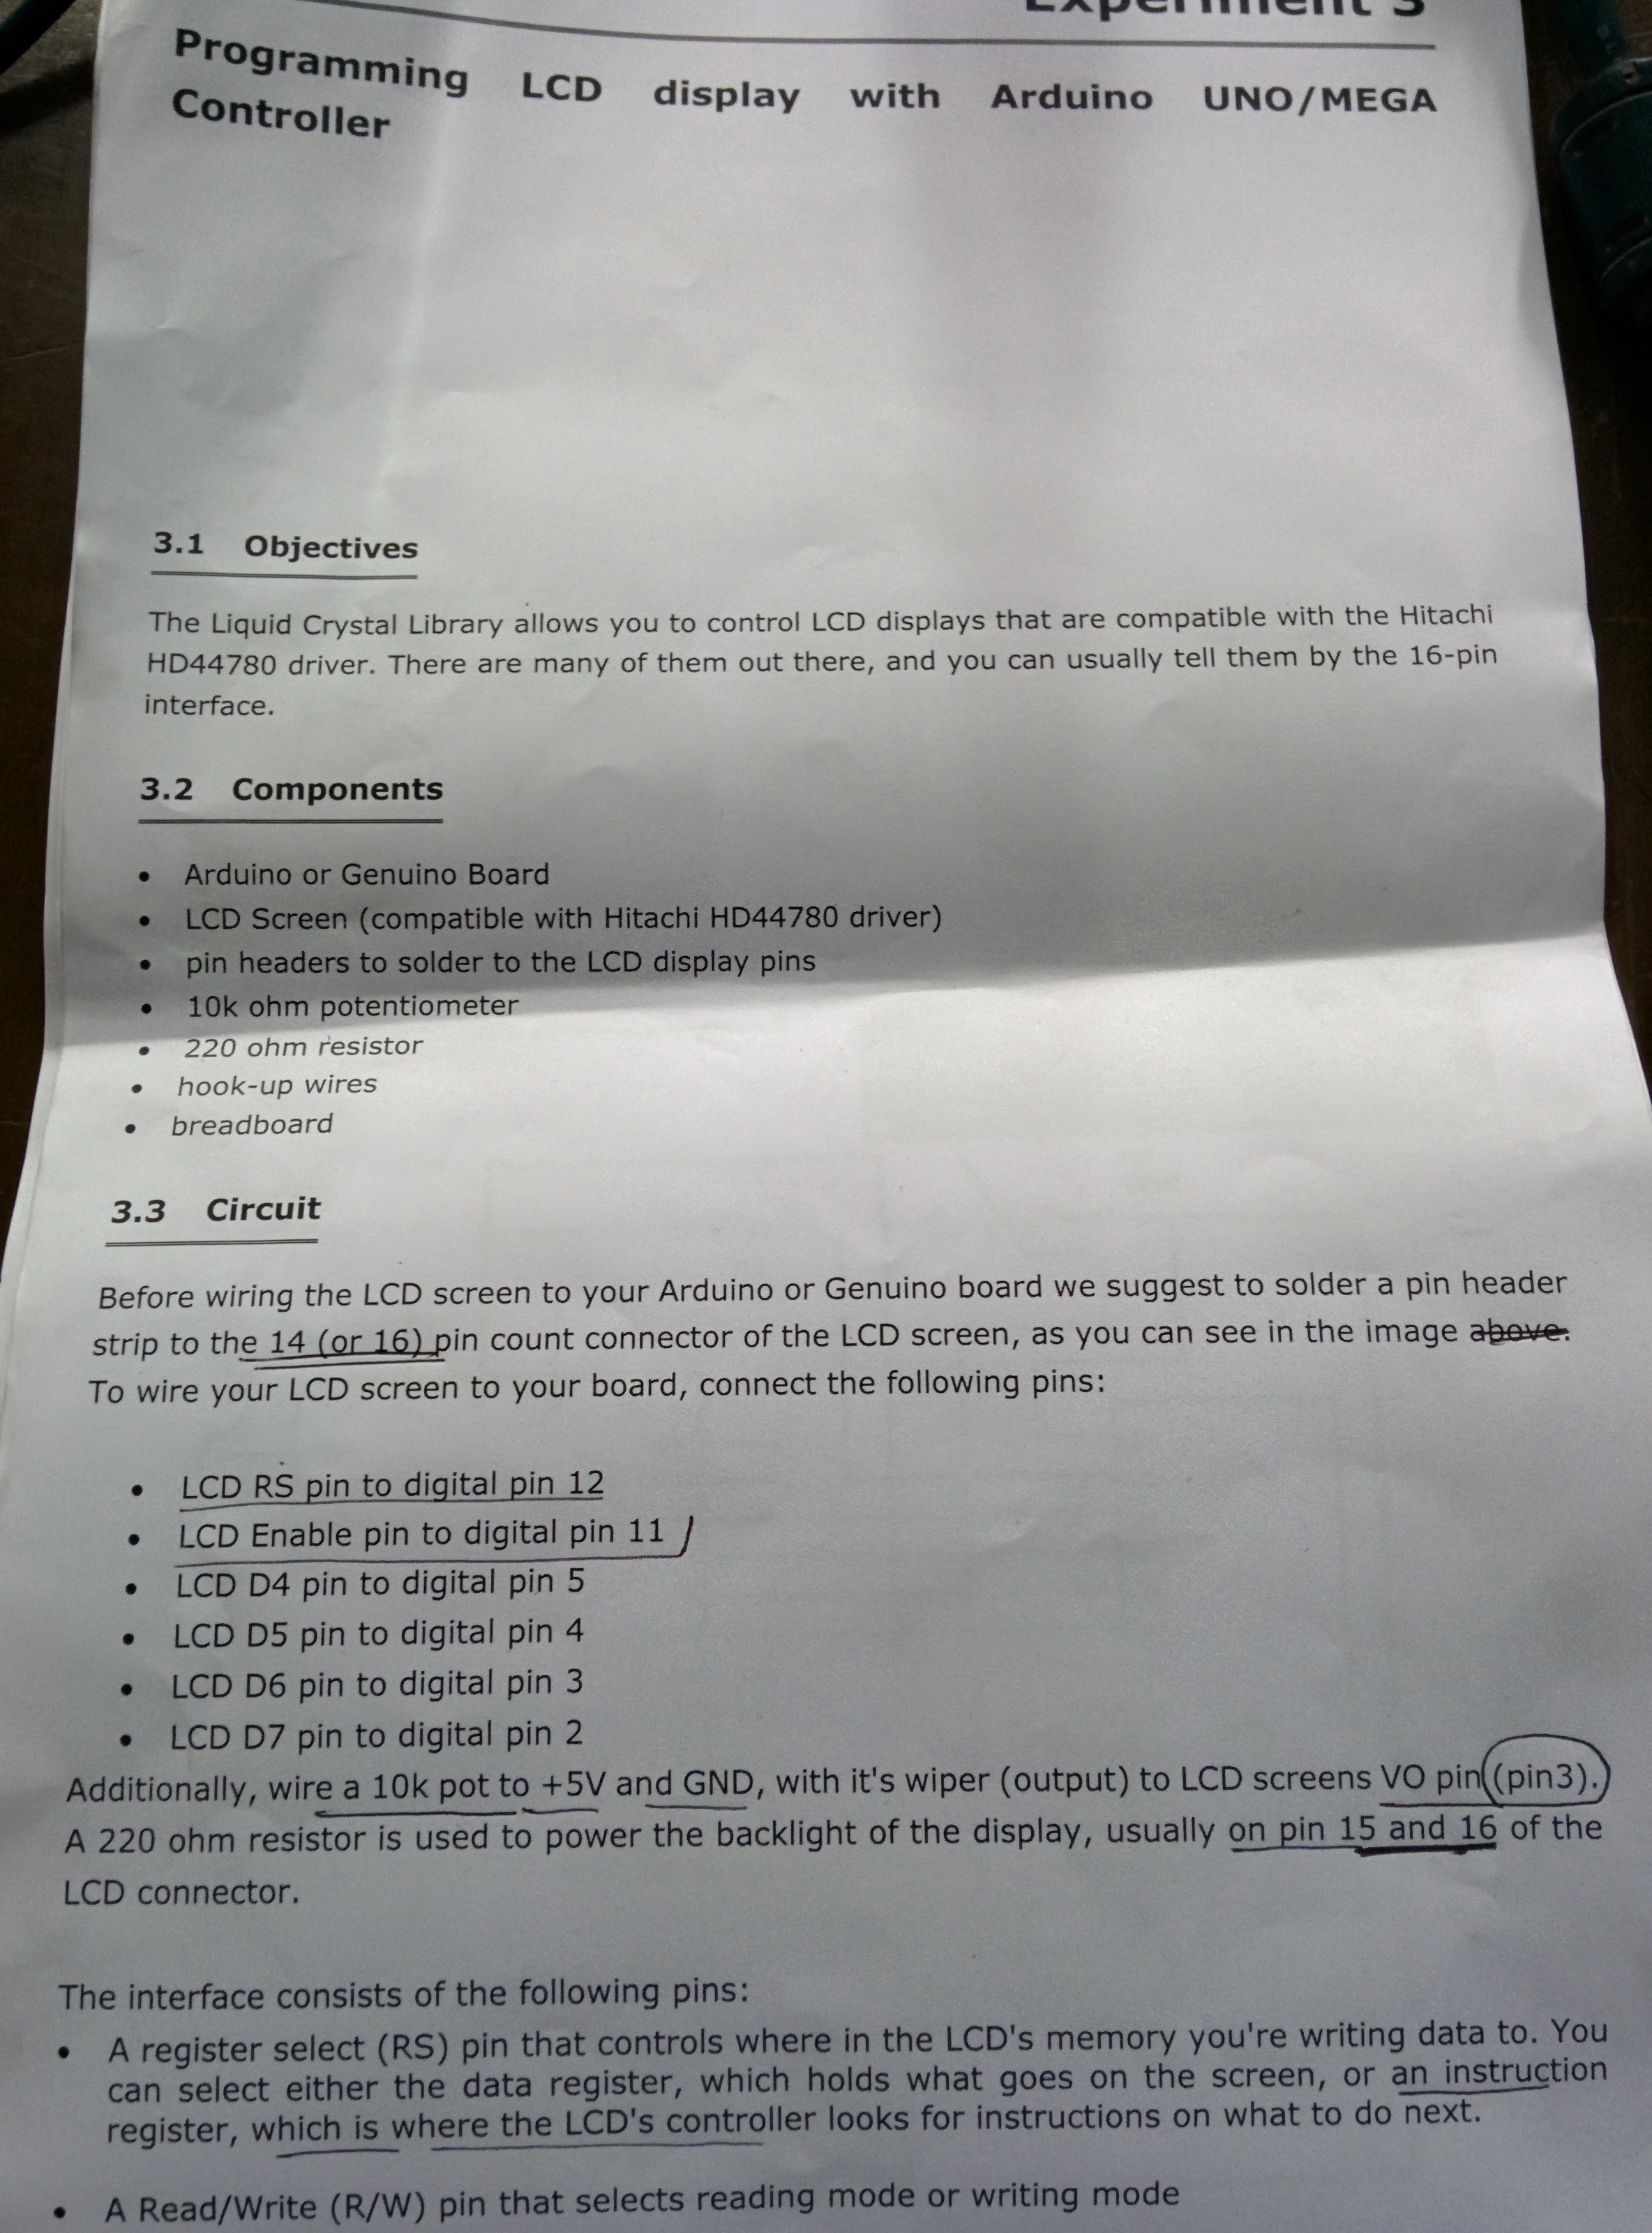 Experiment 3
Programming LCD display with Arduino UNO/MEGA
Controller
3.1 Objectives
The Liquid Crystal Library allows you to control LCD displays that are compatible with the Hitachi
HD44780 driver. There are many of them out there, and you can usually tell them by the 16-pin
interface.
3.2 Components
• Arduino or Genuino Board
• LCD Screen (compatible with Hitachi HD44780 driver)
• pin headers to solder to the LCD display pins
• 10k ohm potentiometer
• 220 ohm resistor
• hook-up wires
• breadboard
3.3 Circuit
Before wiring the LCD screen to your Arduino or Genuino board we suggest to solder a pin header
strip to the 14 (or 16) pin count connector of the LCD screen, as you can see in the image above.
To wire your LCD screen to your board, connect the following pins:
• LCD RS pin to digital pin 12
• LCD Enable pin to digital pin 11
• LCD D4 pin to digital pin 5
• LCD D5 pin to digital pin 4
• LCD D6 pin to digital pin 3
• LCD D7 pin to digital pin 2
Additionally, wire a 10k pot to +5V and GND, with it's wiper (output) to LCD screens VO pin (pin3).
A 220 ohm resistor is used to power the backlight of the display, usually on pin 15 and 16 of the
LCD connector.
The interface consists of the following pins:
• A register select (RS) pin that controls where in the LCD's memory you're writing data to. You
can select either the data register, which holds what goes on the screen, or an instruction
register, which is where the LCD's controller looks for instructions on what to do next.
• A Read/Write (R/W) pin that selects reading mode or writing mode